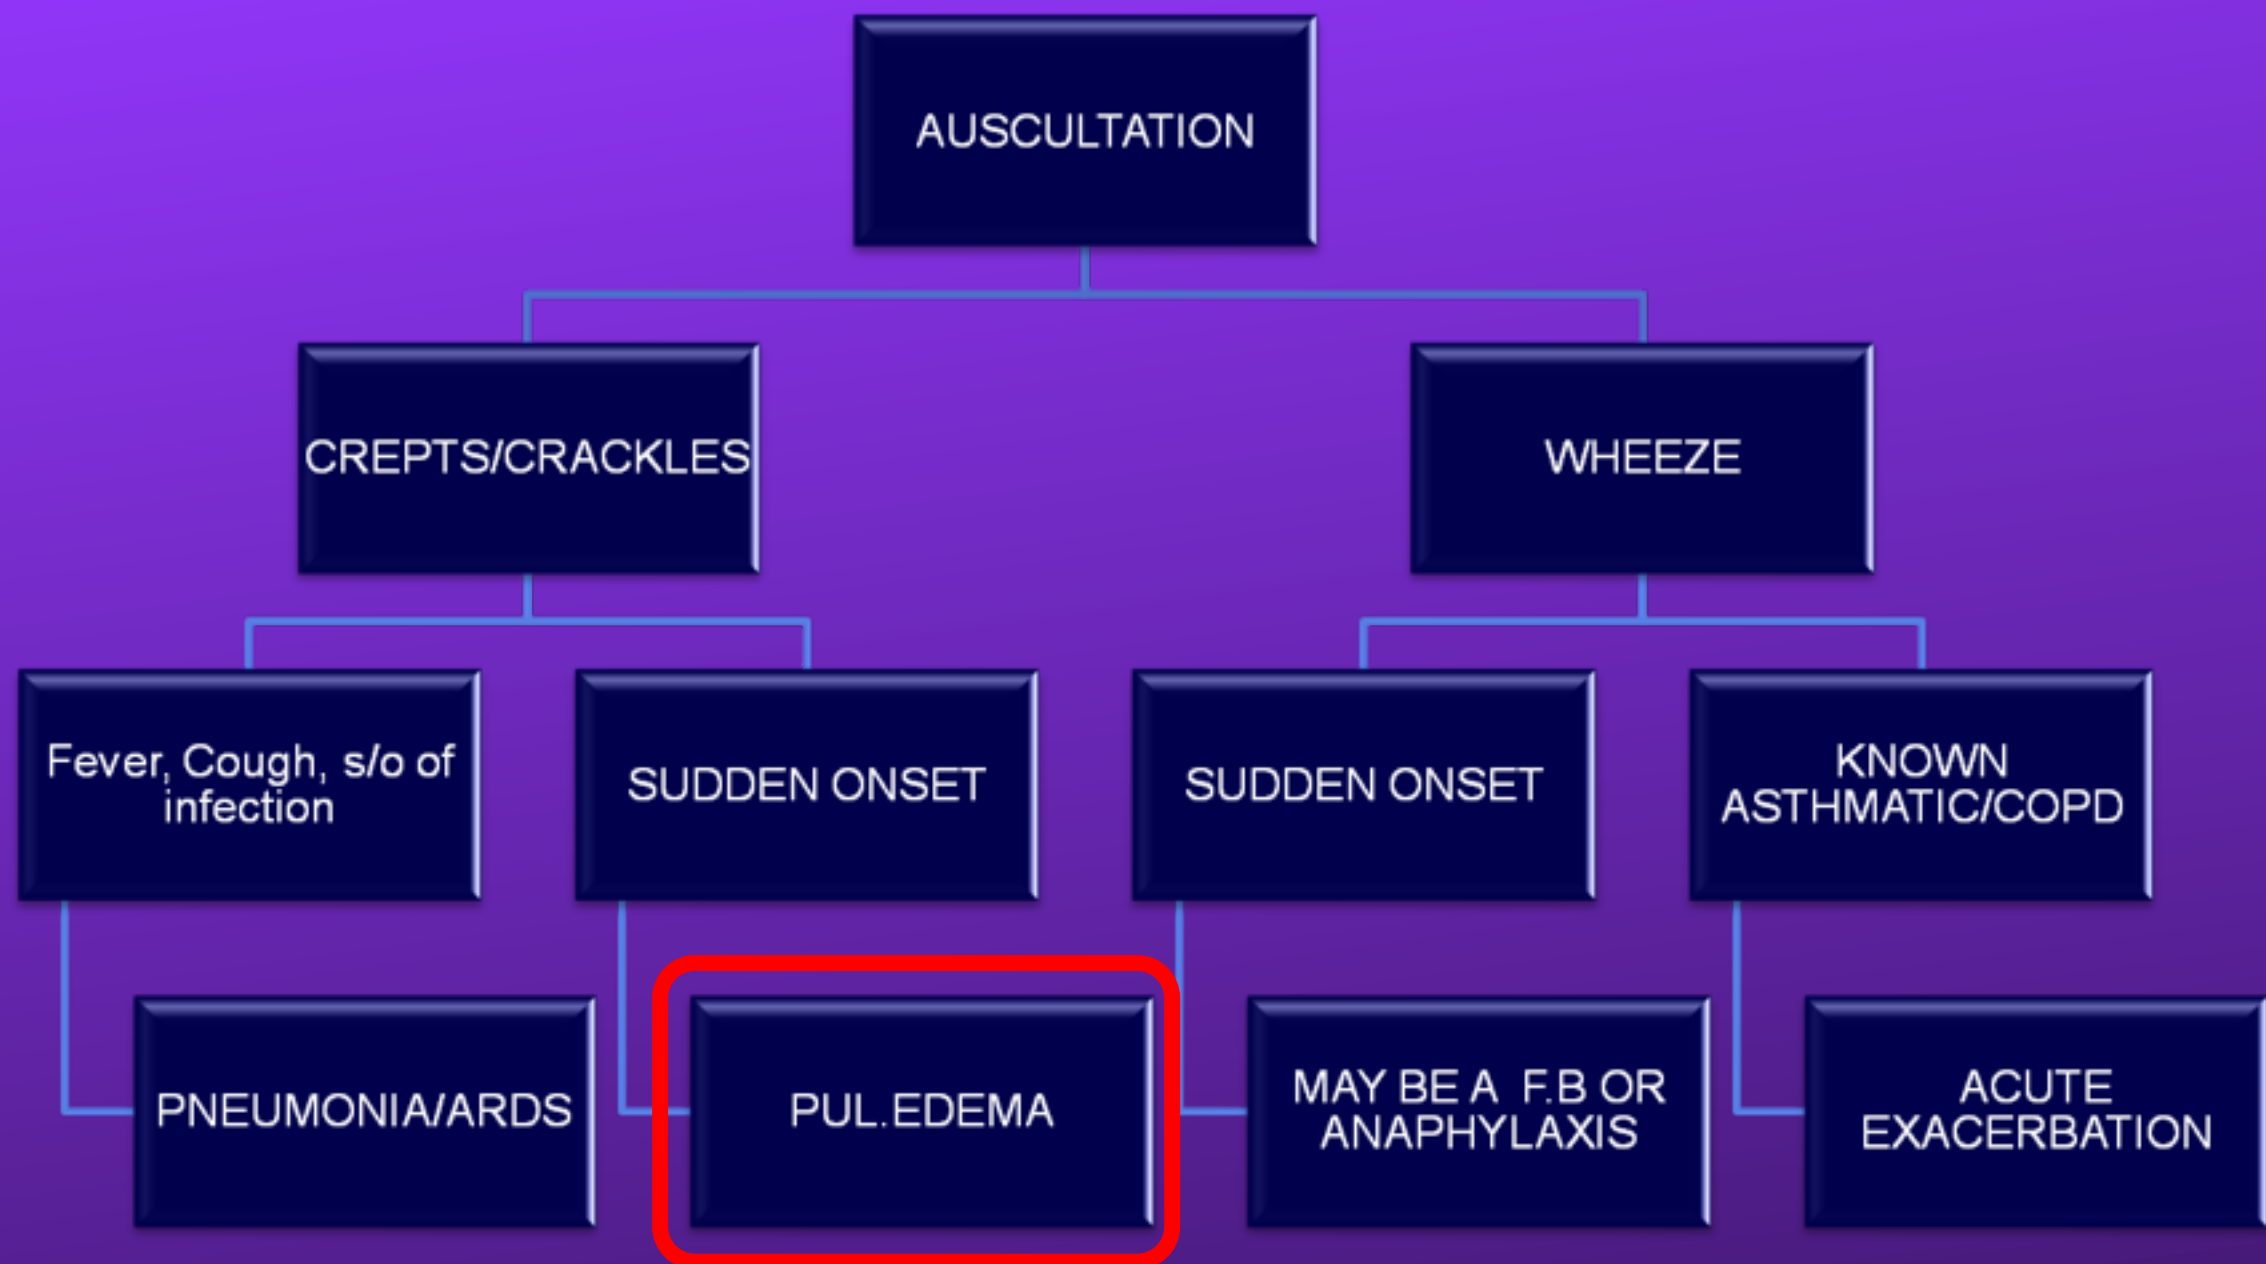 AUSCULTATION
CREPTS/CRACKLES
WHEEZE
Fever, Cough, s/o of
infection
SUDDEN ONSET
SUDDEN ONSET
KNOWN
ASTHMATIC/COPD
PNEUMONIA/ARDS
PUL.EDEMA
MAY BE A F.B OR
ANAPHYLAXIS
ACUTE
EXACERBATION